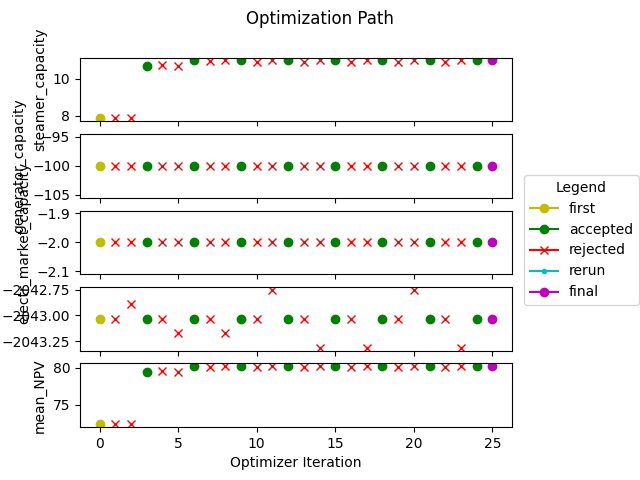 Optimization Path
steamer_capacity
10
8
generator_capacity
−95
−100
−105
electr_market_capacity
−1.9
−2.0
−2.1
−2042.75
−2043.00
−2043.25
mean_NPV
80
75
0
5
10
15
20
25
Optimizer Iteration
Legend
first
accepted
rejected
rerun
final